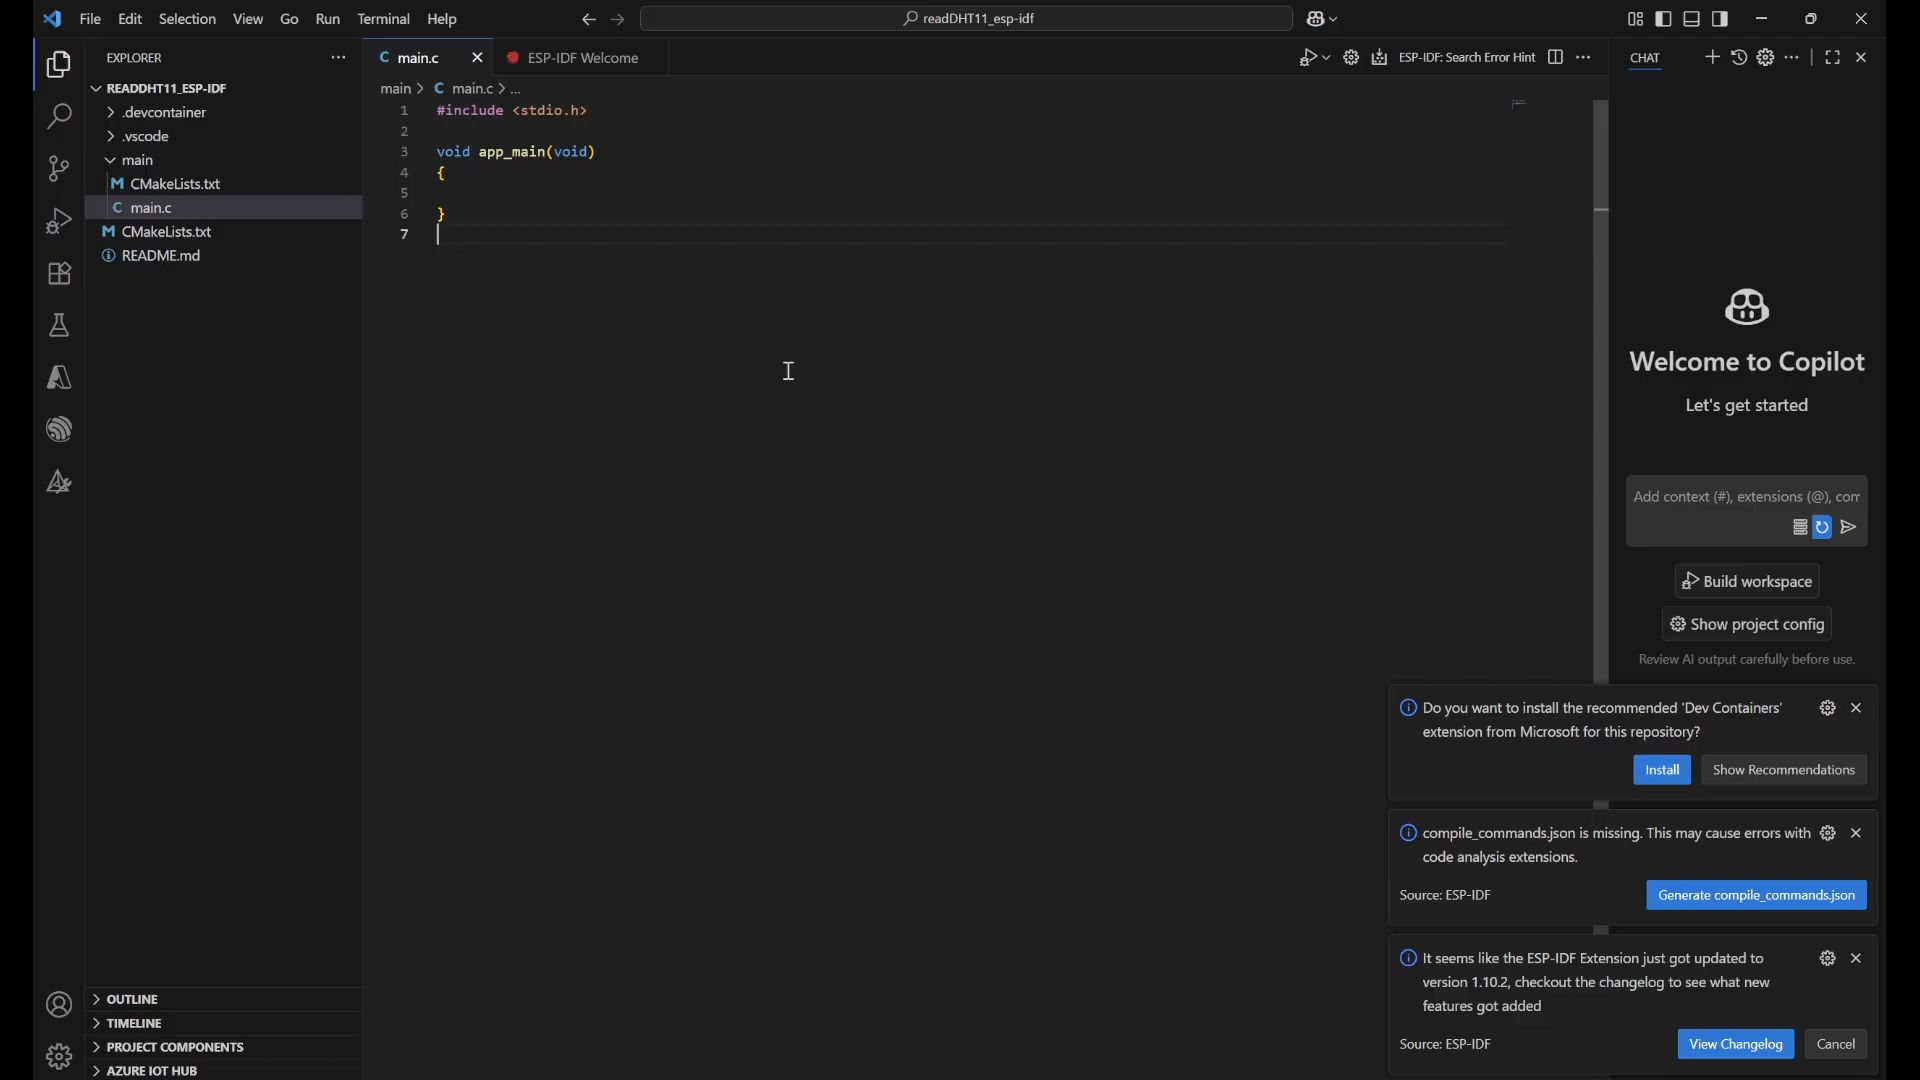 File Edit Selection View Go Run Terminal Help
readDHT11_esp-idf
EXPLORER
READDHT11_ESP-IDF
.devcontainer
.vscode
main
CMakeLists.txt
main.c
CMakeLists.txt
README.md
OUTLINE
TIMELINE
PROJECT COMPONENTS
AZURE IOT HUB
main.c
ESP-IDF Welcome
ESP-IDF: Search Error Hint
main > C main.c > ...
1 #include <stdio.h>
2
3 void app_main(void)
4 {
5
6 }
7
CHAT
Welcome to Copilot
Let's get started
Add context (#), extensions (@), com
Build workspace
Show project config
Review AI output carefully before use.
Do you want to install the recommended 'Dev Containers'
extension from Microsoft for this repository?
Install
Show Recommendations
compile_commands.json is missing. This may cause errors with
code analysis extensions.
Source: ESP-IDF
Generate compile_commands.json
It seems like the ESP-IDF Extension just got updated to
version 1.10.2, checkout the changelog to see what new
features got added
Source: ESP-IDF
View Changelog
Cancel